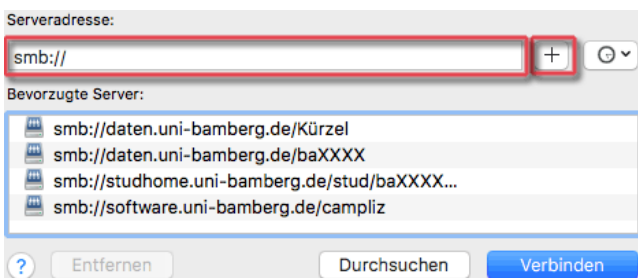 Serveradresse:
smb://
+
Bevorzugte Server:
smb://daten.uni-bamberg.de/Kürzel
smb://daten.uni-bamberg.de/baXXXX
smb://studhome.uni-bamberg.de/stud/baXXXX...
smb://software.uni-bamberg.de/campliz
? Entfernen Durchsuchen Verbinden